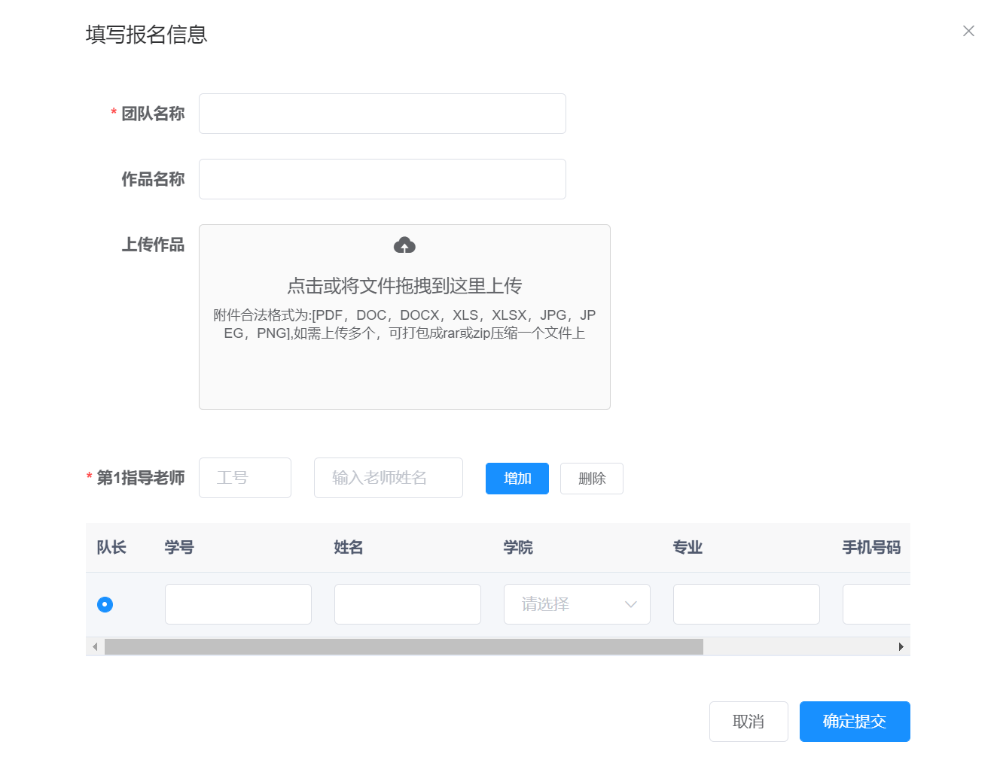 填写报名信息
* 团队名称
作品名称
上传作品
点击或将文件拖拽到这里上传
附件合法格式为:[PDF，DOC，DOCX，XLS，XLSX，JPG，JP
EG，PNG],如需上传多个，可打包成rar或zip压缩一个文件上
* 第1指导老师 工号 输入老师姓名 增加 删除
队长 学号 姓名 学院 专业 手机号码
请选择
取消 确定提交